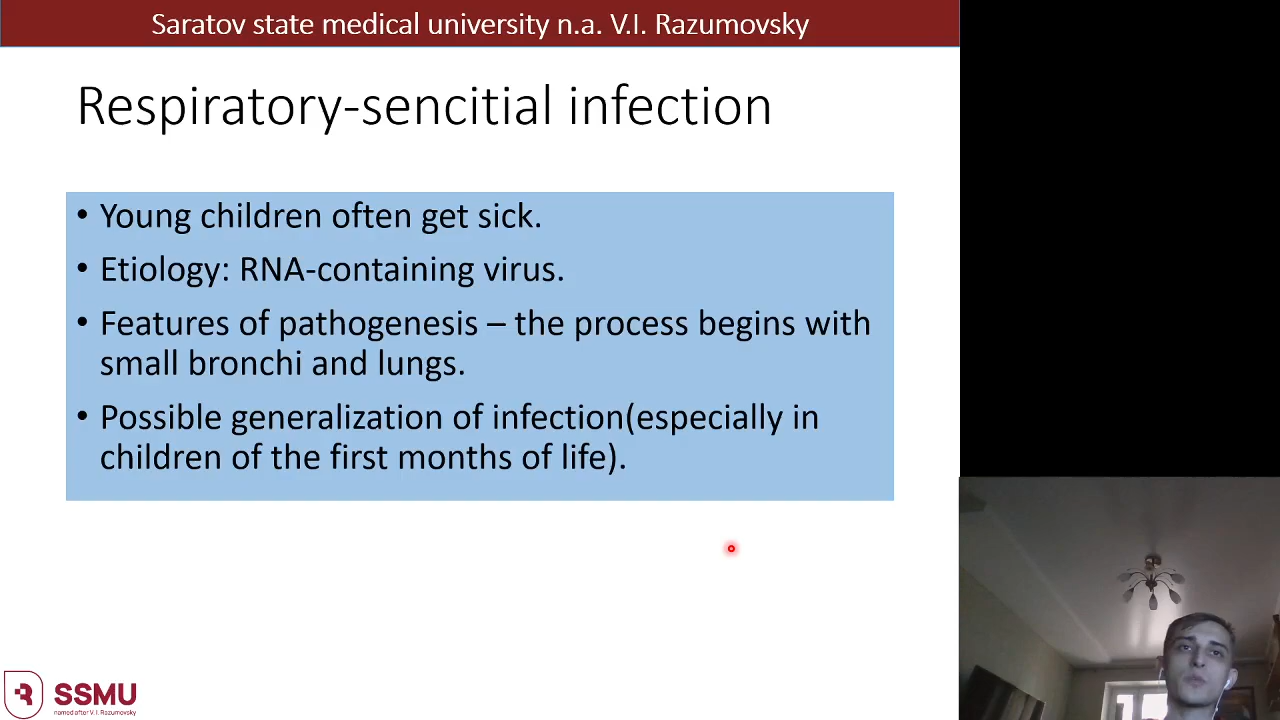 Saratov state medical university n.a. V.I. Razumovsky
Respiratory-sencitial infection
• Young children often get sick.
• Etiology: RNA-containing virus.
• Features of pathogenesis – the process begins with
small bronchi and lungs.
• Possible generalization of infection(especially in
children of the first months of life).
SSMU
named after V. I. Razumovsky